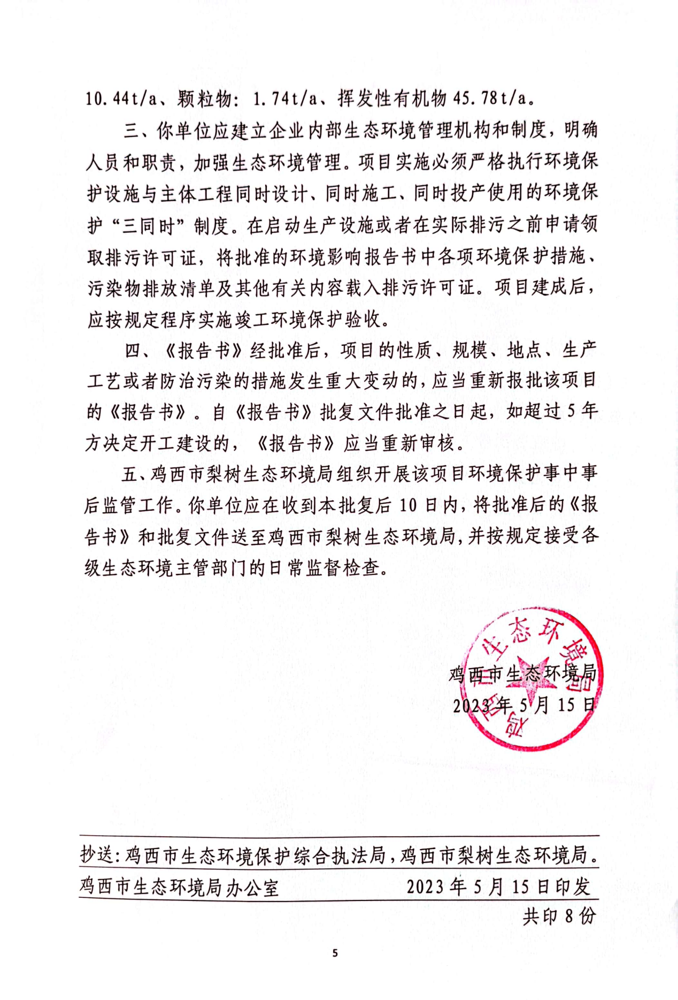 10.44t/a、颗粒物：1.74t/a、挥发性有机物 45.78t/a。
三、你单位应建立企业内部生态环境管理机构和制度，明确
人员和职责，加强生态环境管理。项目实施必须严格执行环境保
护设施与主体工程同时设计、同时施工、同时投产使用的环境保
护“三同时”制度。在启动生产设施或者在实际排污之前申请领
取排污许可证，将批准的环境影响报告书中各项环境保护措施、
污染物排放清单及其他有关内容载入排污许可证。项目建成后，
应按规定程序实施竣工环境保护验收。
四、《报告书》经批准后，项目的性质、规模、地点、生产
工艺或者防治污染的措施发生重大变动的，应当重新报批该项目
的《报告书》。自《报告书》批复文件批准之日起，如超过 5 年
方决定开工建设的，《报告书》应当重新审核。
五、鸡西市梨树生态环境局组织开展该项目环境保护事中事
后监管工作。你单位应在收到本批复后 10 日内，将批准后的《报
告书》和批复文件送至鸡西市梨树生态环境局，并按规定接受各
级生态环境主管部门的日常监督检查。
鸡西市生态环境局
鸡西市生态环境局
2023 年 5 月 15 日
抄送：鸡西市生态环境保护综合执法局，鸡西市梨树生态环境局。
鸡西市生态环境局办公室 2023 年 5 月 15 日印发
共印 8 份
5